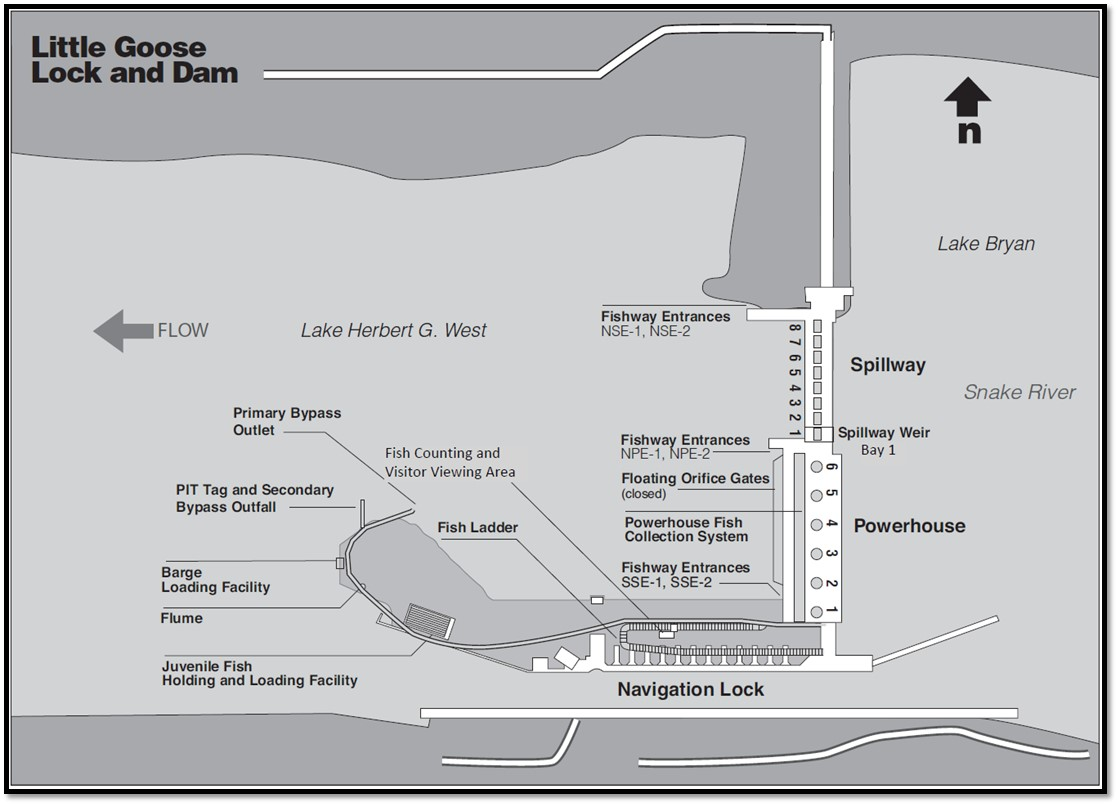 Little Goose
Lock and Dam
n
Lake Bryan
FLOW
Lake Herbert G. West
Fishway Entrances
NSE-1, NSE-2
8
7
6
5
4
3
2
1
Spillway
Snake River
Spillway Weir
Bay 1
Primary Bypass
Outlet
Fish Counting and
Visitor Viewing Area
Fishway Entrances
NPE-1, NPE-2
Floating Orifice Gates
(closed)
PIT Tag and Secondary
Bypass Outfall
Fish Ladder
Powerhouse Fish
Collection System
6
5
4
3
2
1
Powerhouse
Fishway Entrances
SSE-1, SSE-2
Barge
Loading Facility
Flume
Juvenile Fish
Holding and Loading Facility
Navigation Lock